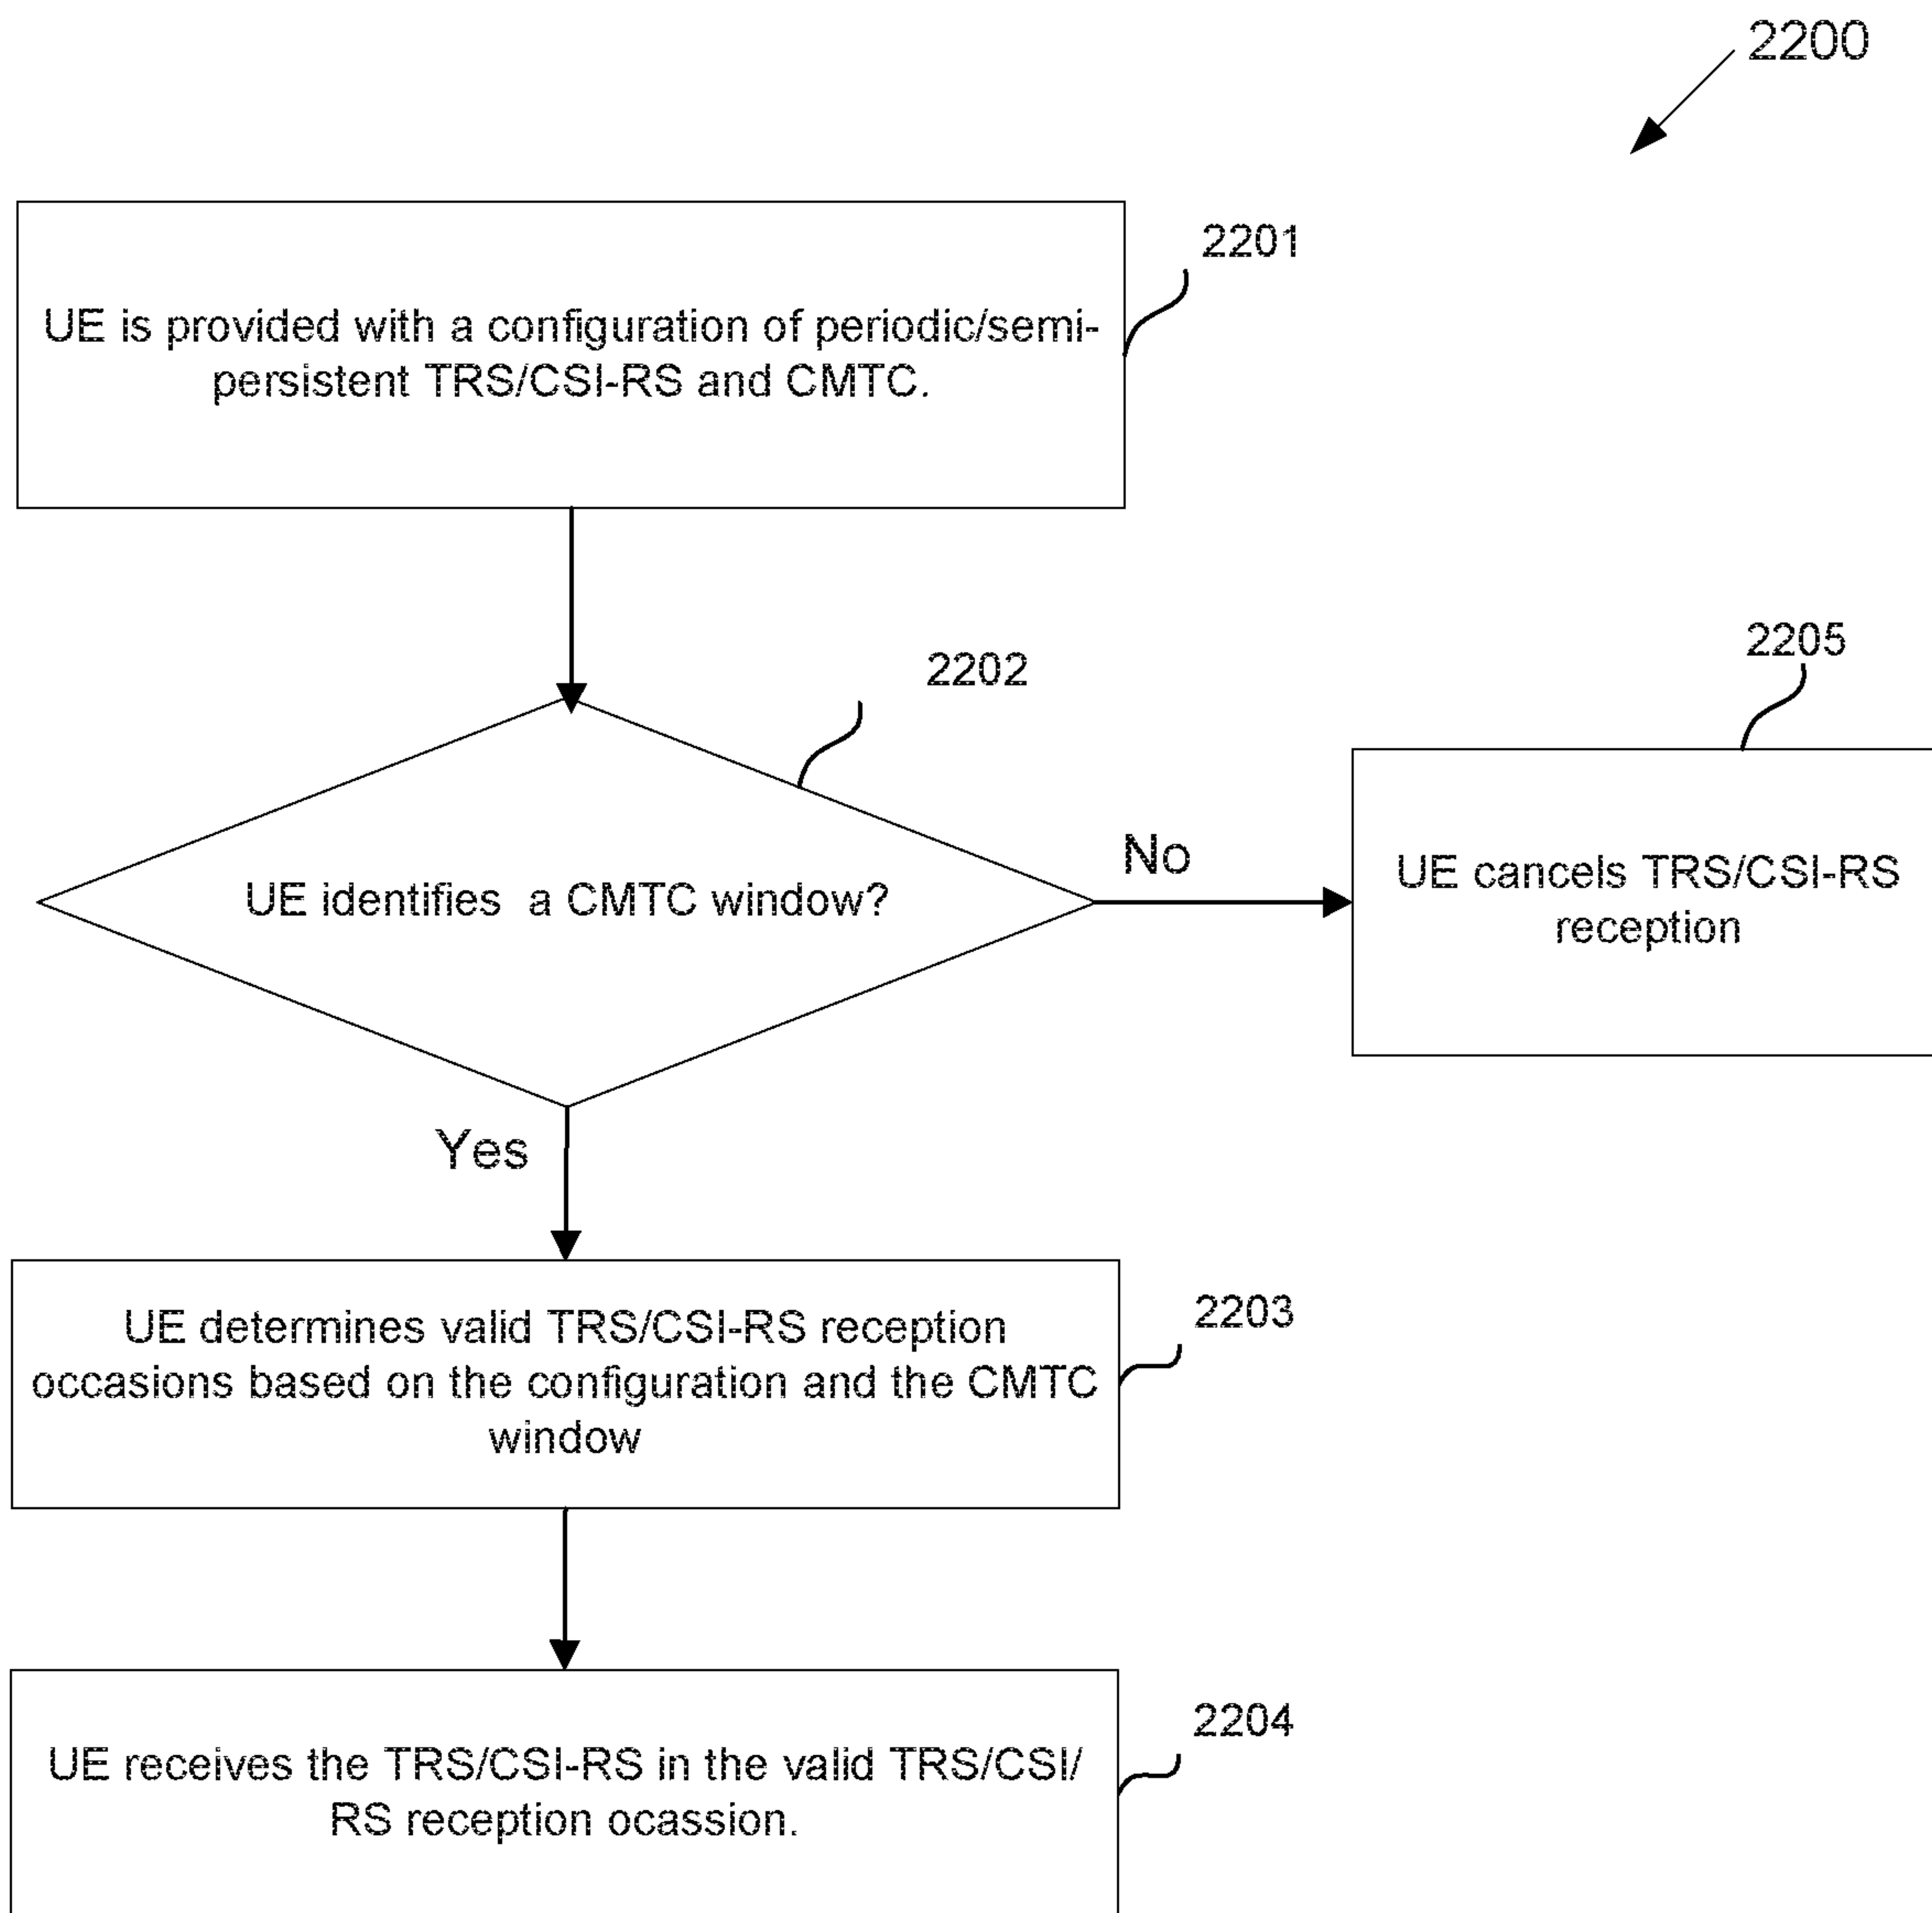 2200
2201
UE is provided with a configuration of periodic/semi-
persistent TRS/CSI-RS and CMTC.
2202
2205
UE identifies a CMTC window?
No
UE cancels TRS/CSI-RS
reception
Yes
2203
UE determines valid TRS/CSI-RS reception
occasions based on the configuration and the CMTC
window
2204
UE receives the TRS/CSI-RS in the valid TRS/CSI/
RS reception ocassion.